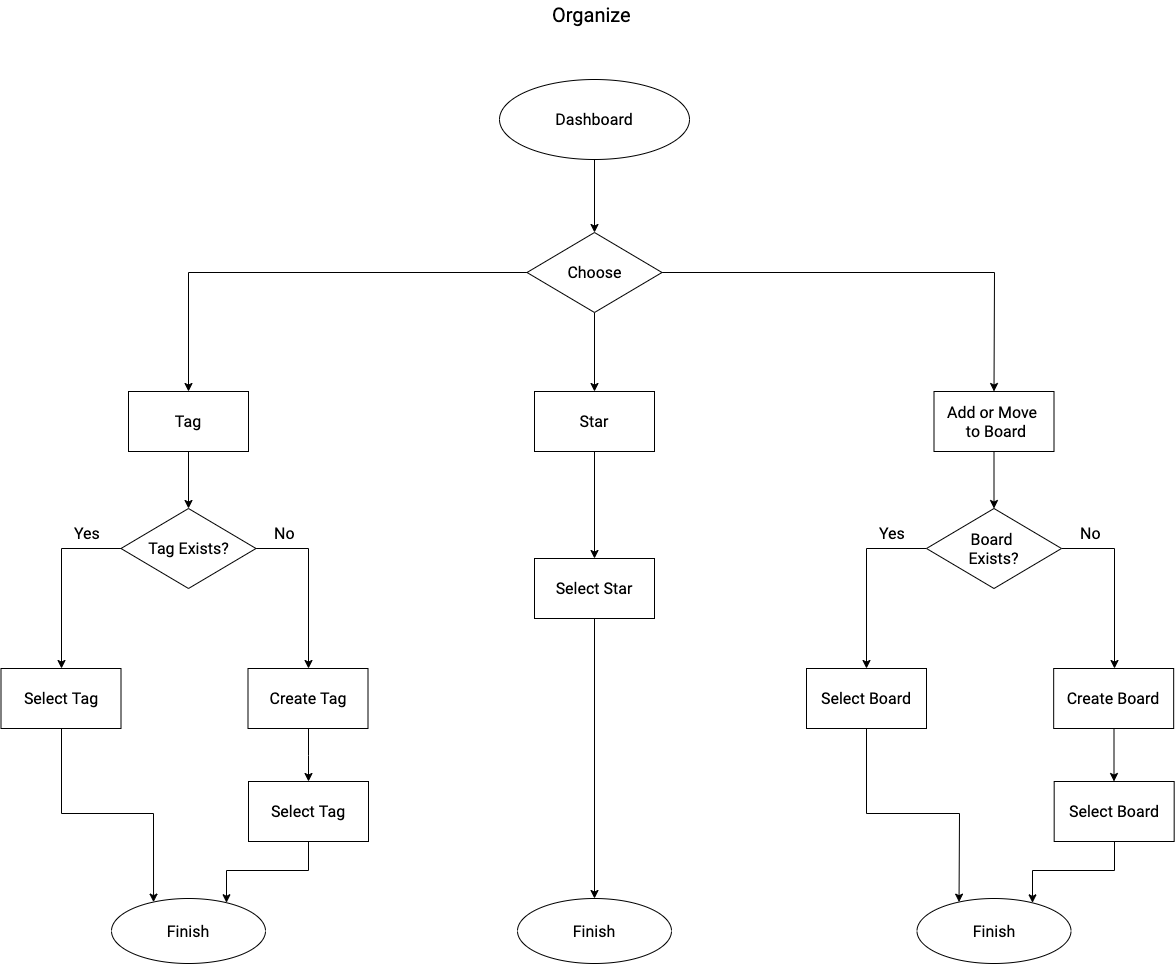 Organize
Dashboard
Choose
Tag
Star
Add or Move
to Board
Yes
Tag Exists?
No
Yes
Board
Exists?
No
Select Star
Select Tag
Create Tag
Select Board
Create Board
Select Tag
Select Board
Finish
Finish
Finish